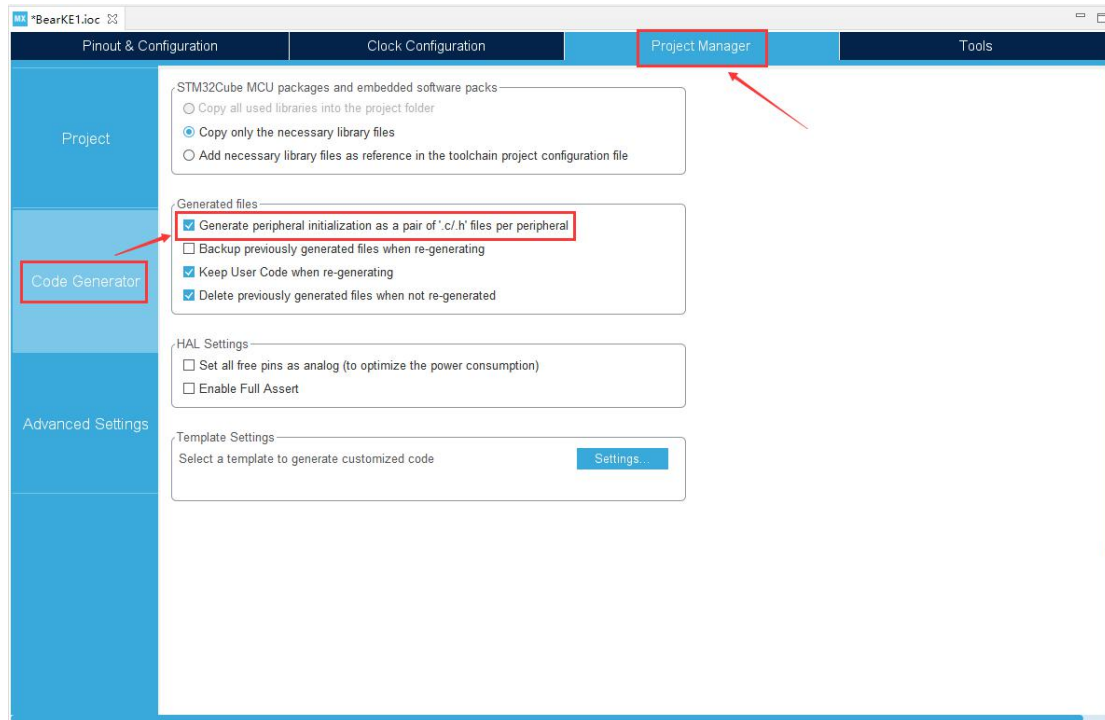 MX *BearKE1.ioc
Pinout & Configuration Clock Configuration Project Manager Tools
Project
Code Generator
Advanced Settings
STM32Cube MCU packages and embedded software packs
Copy all used libraries into the project folder
Copy only the necessary library files
Add necessary library files as reference in the toolchain project configuration file
Generated files
Generate peripheral initialization as a pair of '.c/.h' files per peripheral
Backup previously generated files when re-generating
Keep User Code when re-generating
Delete previously generated files when not re-generated
HAL Settings
Set all free pins as analog (to optimize the power consumption)
Enable Full Assert
Template Settings
Select a template to generate customized code Settings...